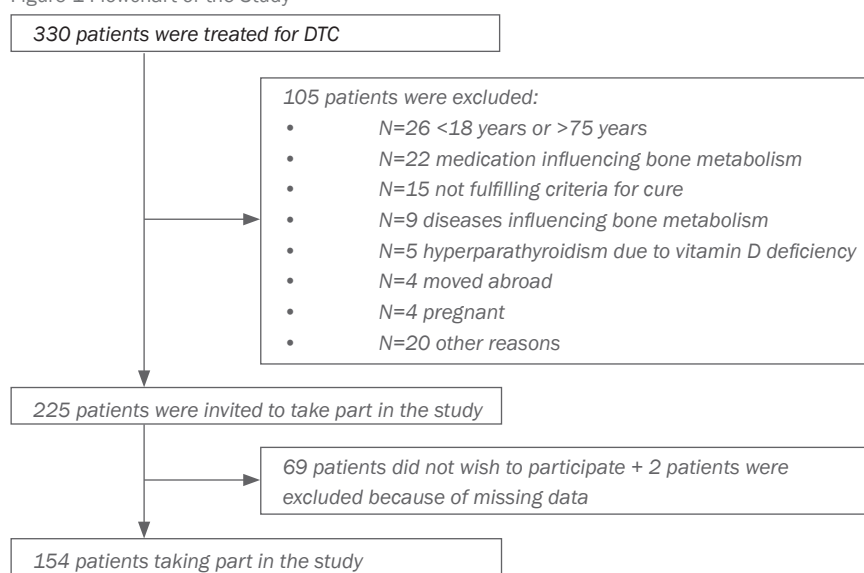 Figure 1 Flowchart of the Study
330 patients were treated for DTC
105 patients were excluded:
• N=26 <18 years or >75 years
• N=22 medication influencing bone metabolism
• N=15 not fulfilling criteria for cure
• N=9 diseases influencing bone metabolism
• N=5 hyperparathyroidism due to vitamin D deficiency
• N=4 moved abroad
• N=4 pregnant
• N=20 other reasons
225 patients were invited to take part in the study
69 patients did not wish to participate + 2 patients were
excluded because of missing data
154 patients taking part in the study